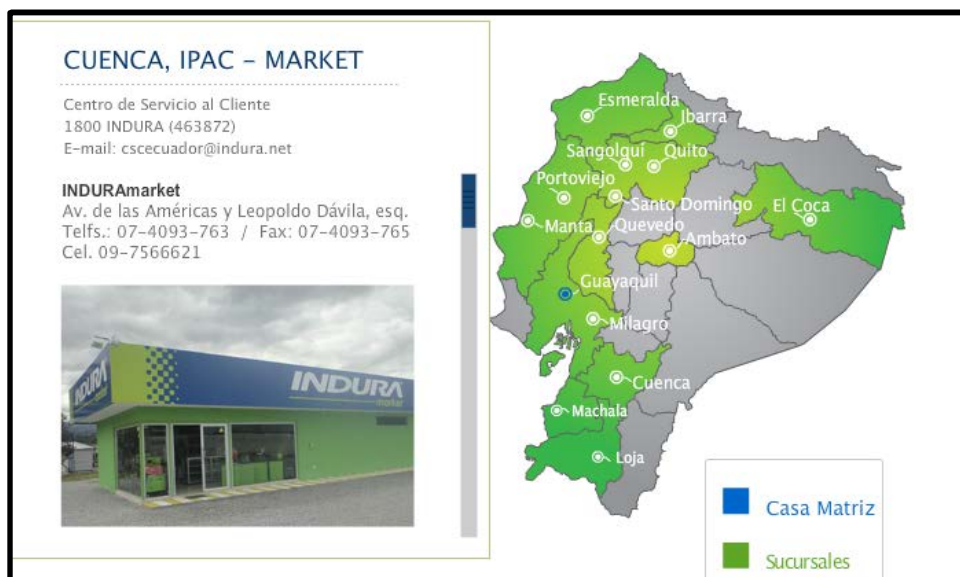 CUENCA, IPAC – MARKET
Centro de Servicio al Cliente
1800 INDURA (463872)
E-mail: cscecuador@indura.net
INDURAmarket
Av. de las Américas y Leopoldo Dávila, esq.
Telfs.: 07-4093-763 / Fax: 07-4093-765
Cel. 09-7566621
INDURA
INDURA
market
Esmeralda
Ibarra
Sangolqui
Quito
Portoviejo
Santo Domingo
El Coca
Manta
Quevedo
Ambato
Guayaquil
Milagro
Cuenca
Machala
Loja
Casa Matriz
Sucursales